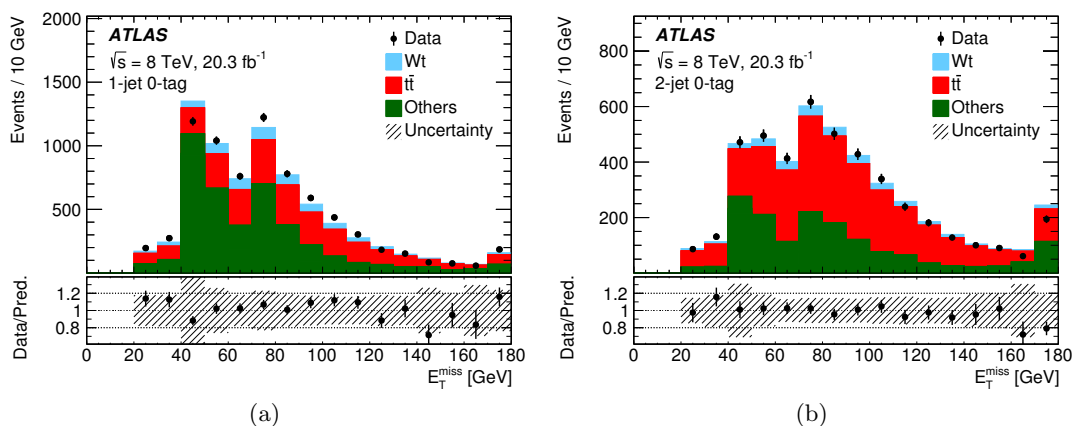 ATLAS
√s = 8 TeV, 20.3 fb⁻¹
1-jet 0-tag
Data
Wt
tt̄
Others
Uncertainty
Events / 10 GeV
2000
1500
1000
500
Data/Pred.
1.2
1
0.8
0 20 40 60 80 100 120 140 160 180
E_T^miss [GeV]
(a)
ATLAS
√s = 8 TeV, 20.3 fb⁻¹
2-jet 0-tag
Data
Wt
tt̄
Others
Uncertainty
Events / 10 GeV
800
600
400
200
Data/Pred.
1.2
1
0.8
0 20 40 60 80 100 120 140 160 180
E_T^miss [GeV]
(b)